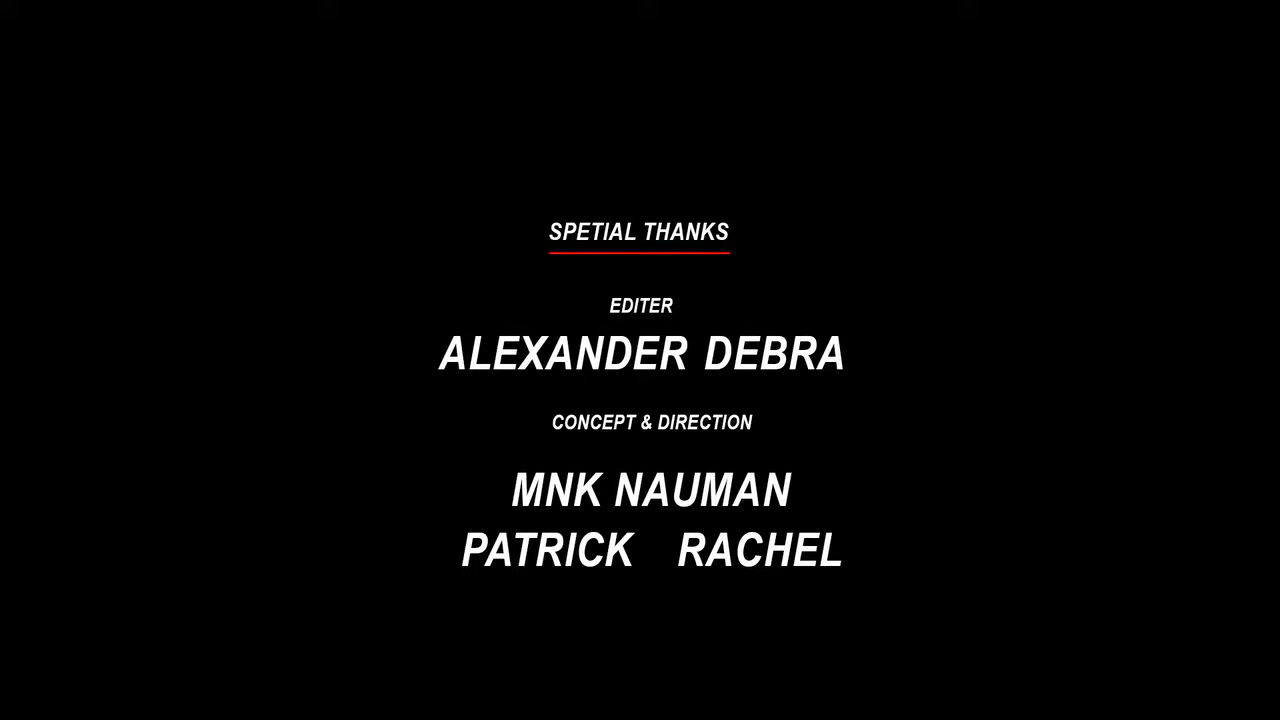 SPETIAL THANKS
EDITER
ALEXANDER DEBRA
CONCEPT & DIRECTION
MNK NAUMAN
PATRICK RACHEL